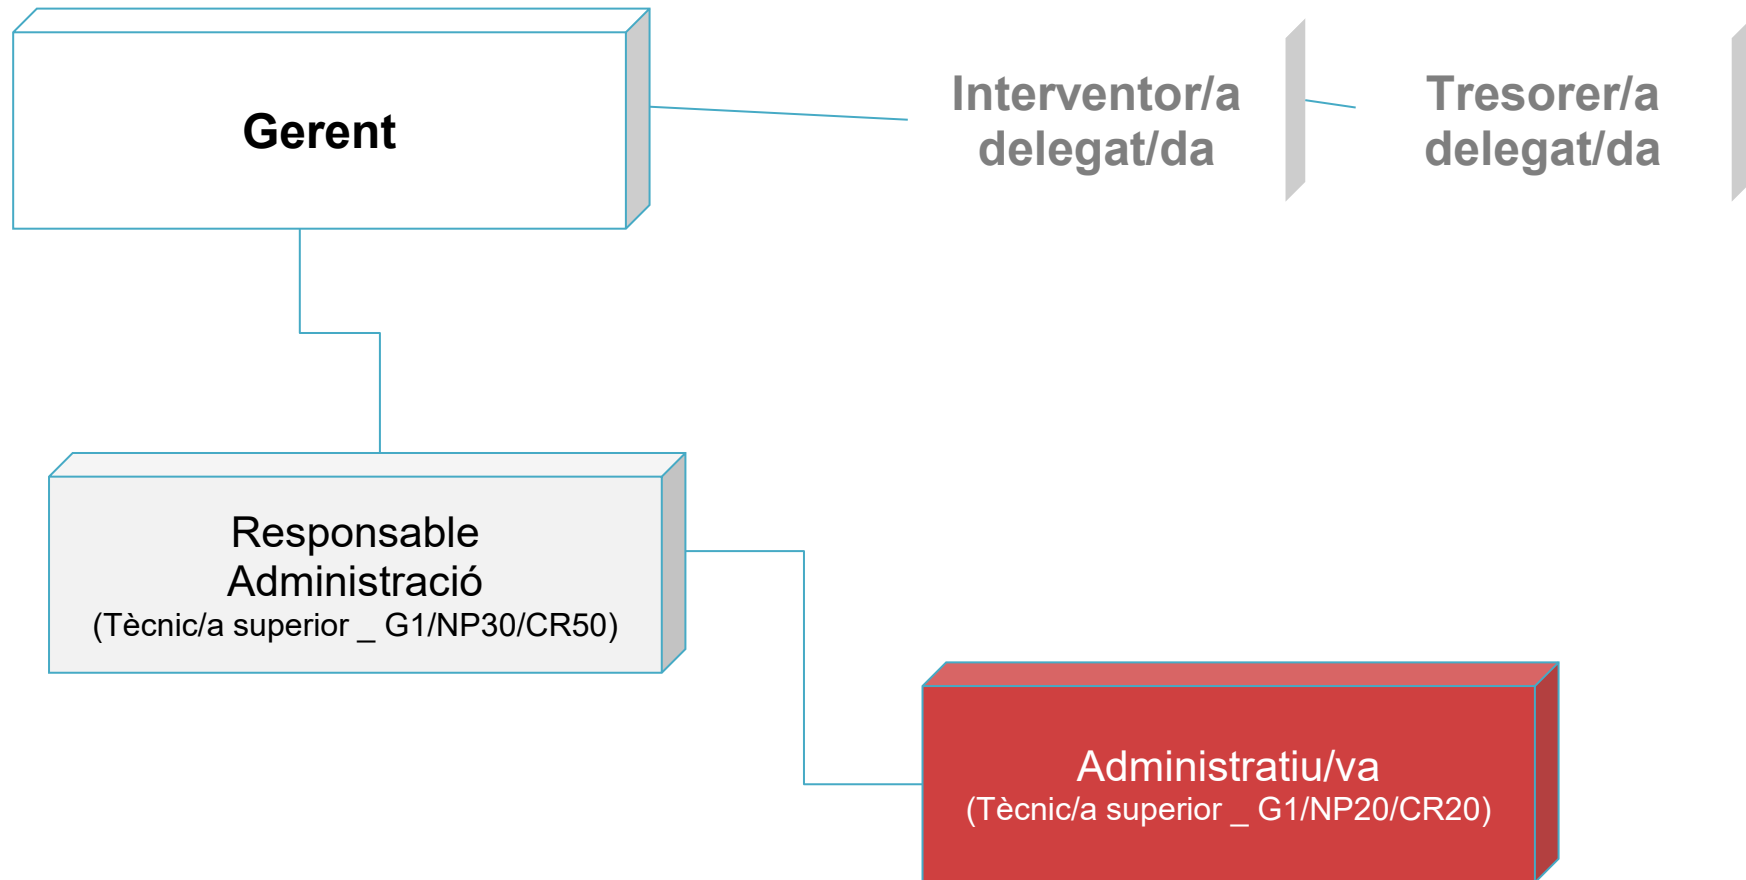 Gerent
Interventor/a
delegat/da
Tresorer/a
delegat/da
Responsable
Administració
(Tècnic/a superior _ G1/NP30/CR50)
Administratiu/va
(Tècnic/a superior _ G1/NP20/CR20)